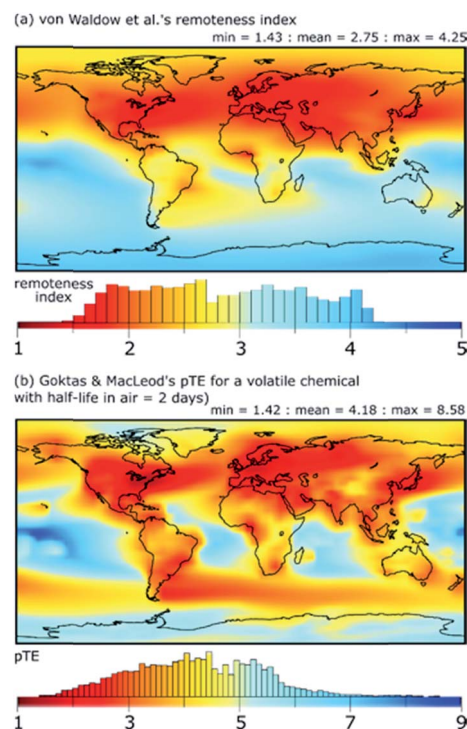 (a) von Waldow et al.'s remoteness index
min = 1.43 : mean = 2.75 : max = 4.25
remoteness
index
1 2 3 4 5
(b) Goktas & MacLeod's pTE for a volatile chemical
with half-life in air = 2 days)
min = 1.42 : mean = 4.18 : max = 8.58
pTE
1 3 5 7 9